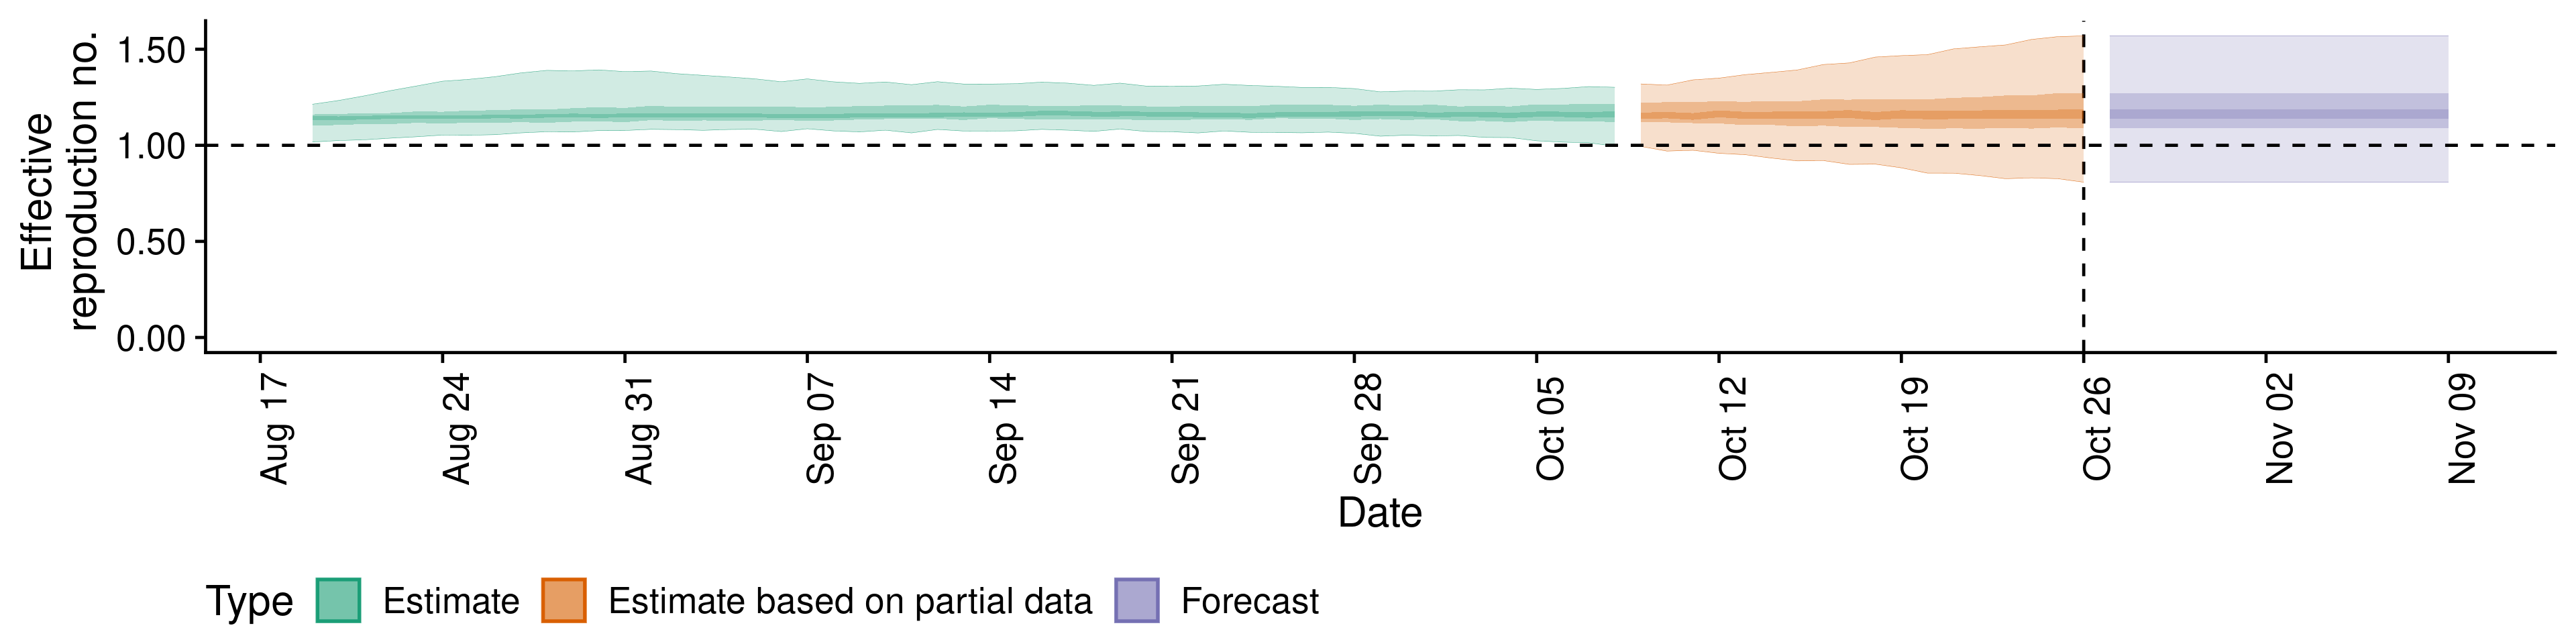 Effective
reproduction no.
1.50
1.00
0.50
0.00
Aug 17
Aug 24
Aug 31
Sep 07
Sep 14
Sep 21
Sep 28
Oct 05
Oct 12
Oct 19
Oct 26
Nov 02
Nov 09
Date
Type Estimate Estimate based on partial data Forecast